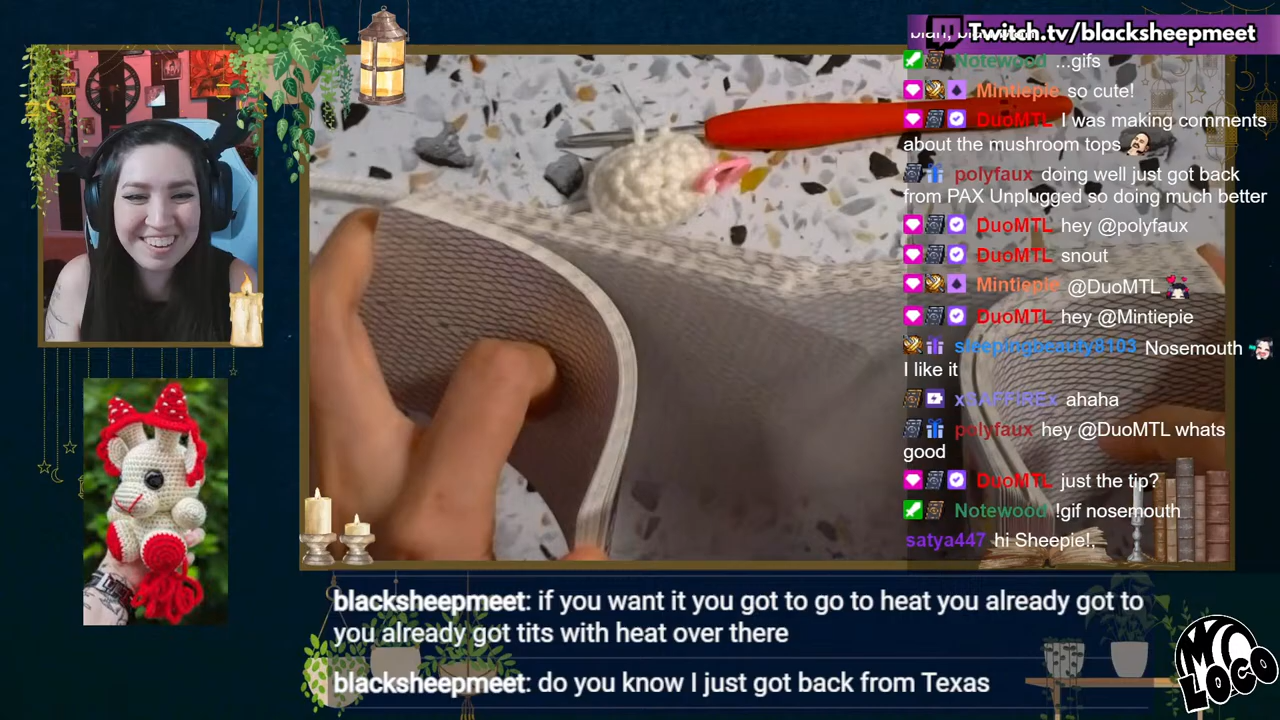 Twitch.tv/blacksheepmeet
Notewood ...gifs
Mintiepie so cute!
DuoMTL I was making comments
about the mushroom tops
polyfaux doing well just got back
from PAX Unplugged so doing much better
DuoMTL hey @polyfaux
DuoMTL snout
Mintiepie @DuoMTL
DuoMTL hey @Mintiepie
sleepingbeauty8103 Nosemouth
I like it
xSAFFIREx ahaha
polyfaux hey @DuoMTL whats
good
DuoMTL just the tip?
Notewood !gif nosemouth
satya447 hi Sheepie!,
blacksheepmeet: if you want it you got to go to heat you already got to
you already got tits with heat over there
blacksheepmeet: do you know I just got back from Texas
MC
LOCO